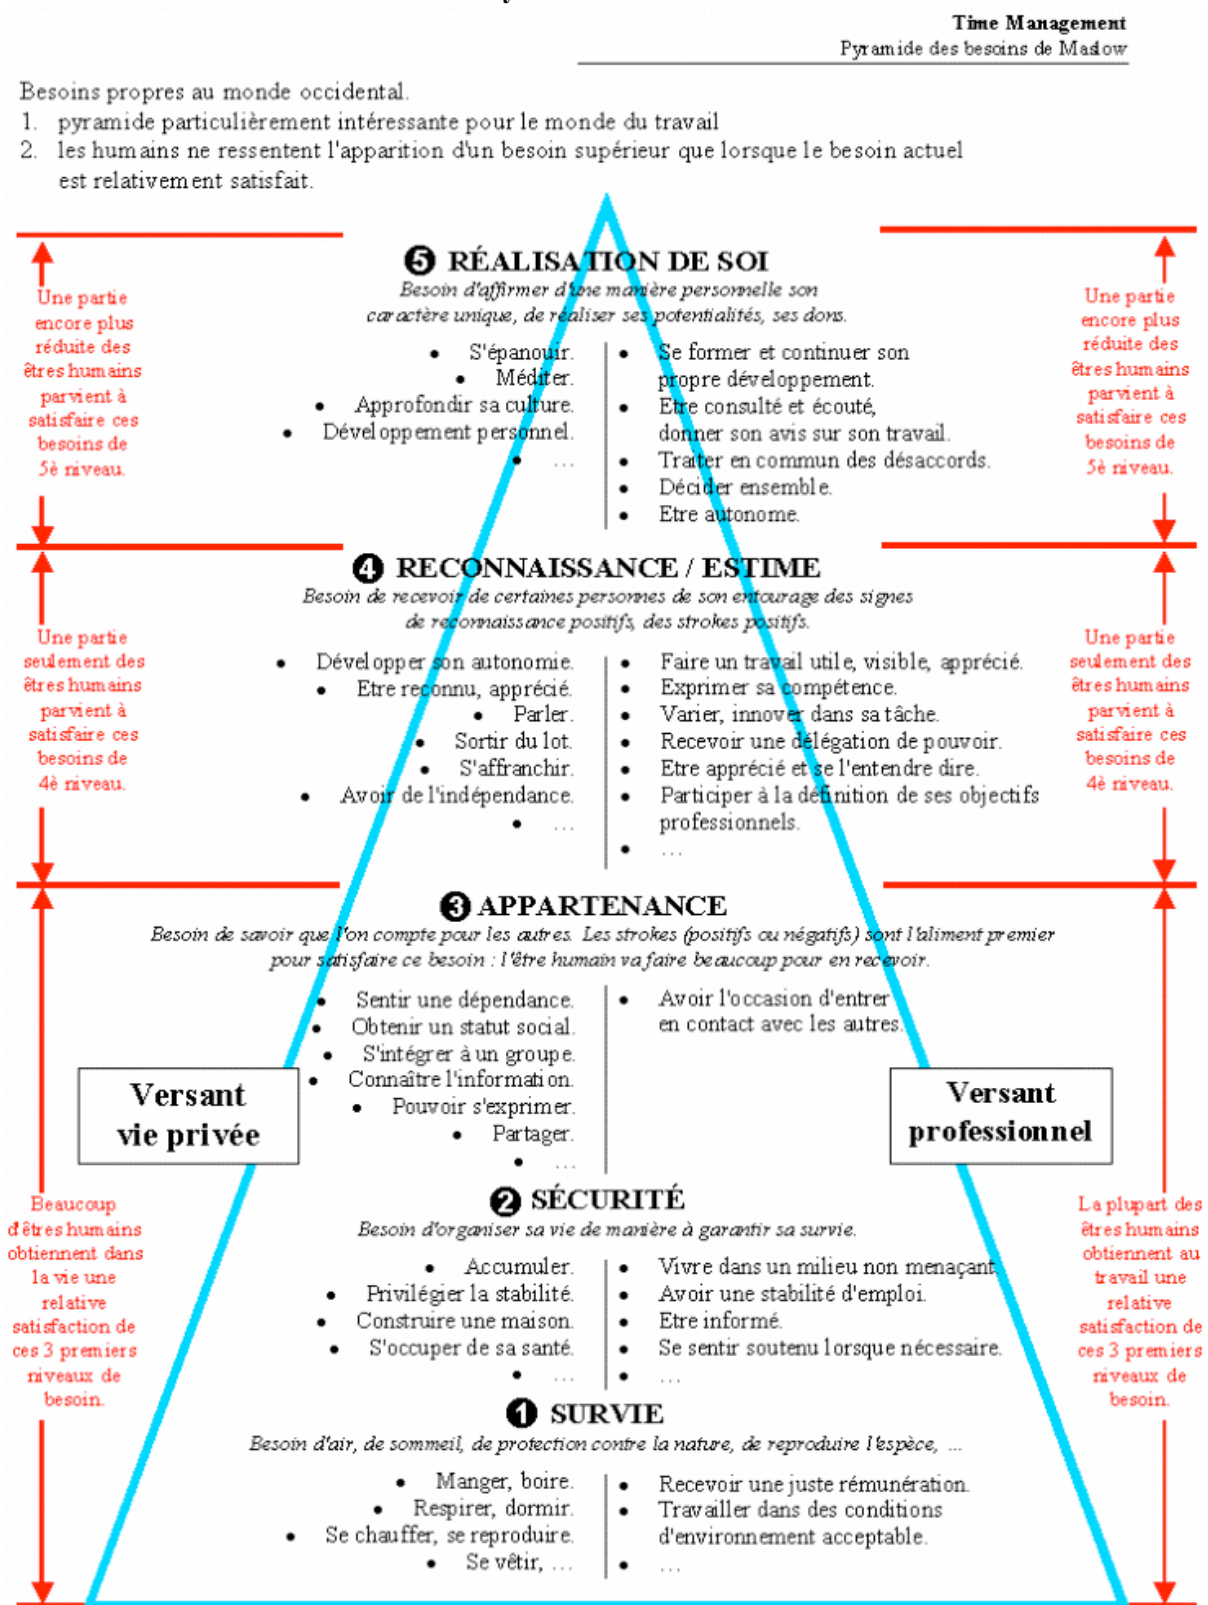 Time Management
Pyramide des besoins de Maslow
Besoins propres au monde occidental.
1. pyramide particulièrement intéressante pour le monde du travail
2. les humains ne ressentent l'apparition d'un besoin supérieur que lorsque le besoin actuel
est relativement satisfait.
❺ RÉALISATION DE SOI
Besoin d'affirmer d'une manière personnelle son
caractère unique, de réaliser ses potentialités, ses dons.
• S'épanouir.
• Méditer.
• Approfondir sa culture.
• Développement personnel.
• ...
• Se former et continuer son
propre développement.
• Etre consulté et écouté,
donner son avis sur son travail.
• Traiter en commun des désaccords.
• Décider ensemble.
• Etre autonome.
Une partie
encore plus
réduite des
êtres humains
parvient à
satisfaire ces
besoins de
5è niveau.
Une partie
encore plus
réduite des
êtres humains
parvient à
satisfaire ces
besoins de
5è niveau.
❹ RECONNAISSANCE / ESTIME
Besoin de recevoir de certaines personnes de son entourage des signes
de reconnaissance positifs, des strokes positifs.
• Développer son autonomie.
• Etre reconnu, apprécié.
• Parler.
• Sortir du lot.
• S'affranchir.
• Avoir de l'indépendance.
• ...
• Faire un travail utile, visible, apprécié.
• Exprimer sa compétence.
• Varier, innover dans sa tâche.
• Recevoir une délégation de pouvoir.
• Etre apprécié et se l'entendre dire.
• Participer à la définition de ses objectifs
professionnels.
• ...
Une partie
seulement des
êtres humains
parvient à
satisfaire ces
besoins de
4è niveau.
Une partie
seulement des
êtres humains
parvient à
satisfaire ces
besoins de
4è niveau.
❸ APPARTENANCE
Besoin de savoir que l'on compte pour les autres. Les strokes (positifs ou négatifs) sont l'aliment premier
pour satisfaire ce besoin : l'être humain va faire beaucoup pour en recevoir.
• Sentir une dépendance.
• Obtenir un statut social.
• S'intégrer à un groupe.
• Connaître l'information.
• Pouvoir s'exprimer.
• Partager.
• ...
• Avoir l'occasion d'entrer
en contact avec les autres.
Versant
vie privée
Versant
professionnel
❷ SÉCURITÉ
Besoin d'organiser sa vie de manière à garantir sa survie.
• Accumuler.
• Privilégier la stabilité.
• Construire une maison.
• S'occuper de sa santé.
• ...
• Vivre dans un milieu non menaçant.
• Avoir une stabilité d'emploi.
• Etre informé.
• Se sentir soutenu lorsque nécessaire.
• ...
Beaucoup
d'êtres humains
obtiennent dans
la vie une
relative
satisfaction de
ces 3 premiers
niveaux de
besoin.
La plupart des
êtres humains
obtiennent au
travail une
relative
satisfaction de
ces 3 premiers
niveaux de
besoin.
❶ SURVIE
Besoin d'air, de sommeil, de protection contre la nature, de reproduire l'espèce, ...
• Manger, boire.
• Respirer, dormir.
• Se chauffer, se reproduire.
• Se vêtir, ...
• Recevoir une juste rémunération.
• Travailler dans des conditions
d'environnement acceptable.
• ...